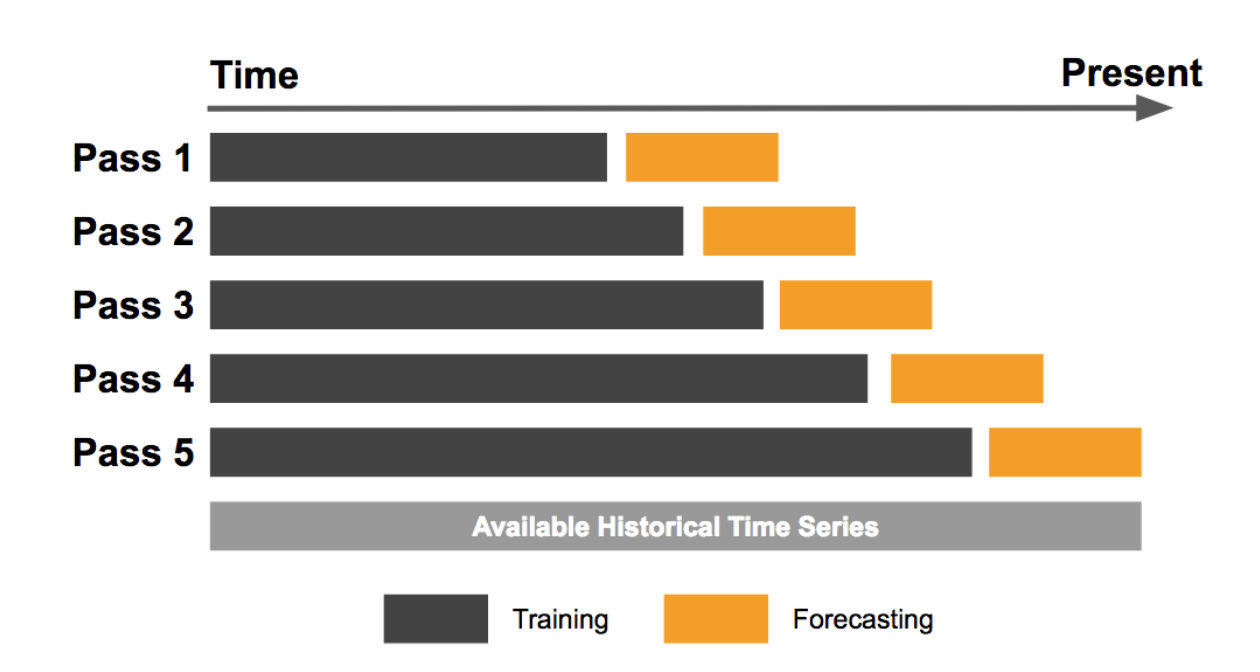 Time
Present
Pass 1
Pass 2
Pass 3
Pass 4
Pass 5
Available Historical Time Series
Training
Forecasting